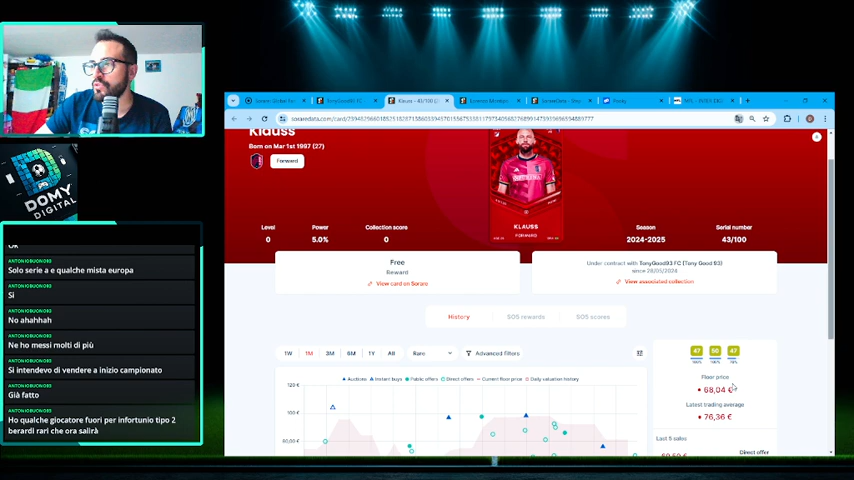 DOMY
DIGITAL
OK
ANTONIOBUONO93
Solo serie a e qualche mista europa
ANTONIOBUONO93
Si
ANTONIOBUONO93
No ahahhah
ANTONIOBUONO93
Ne ho messi molti di più
ANTONIOBUONO93
Si intendevo di vendere a inizio campionato
ANTONIOBUONO93
Già fatto
ANTONIOBUONO93
Ho qualche giocatore fuori per infortunio tipo 2
berardi rari che ora salirà
Klauss
Born on Mar 1st 1997 (27)
Forward
KLAUSS
FORWARD
Level
0
Power
5.0%
Collection score
0
Season
2024-2025
Serial number
43/100
Free
Reward
View card on Sorare
Under contract with TonyGood93 FC (Tony Good 93)
since 28/05/2024
View associated collection
History
SO5 rewards
SO5 scores
1W
1M
3M
6M
1Y
All
Rare
Advanced Filters
Auctions
Instant buys
Public offers
Direct offers
Current floor price
Daily valuation history
120 €
100 €
80,00 €
47
58
47
Floor price
68,04 €
Latest trading average
76,36 €
Last 5 sales
Direct offer